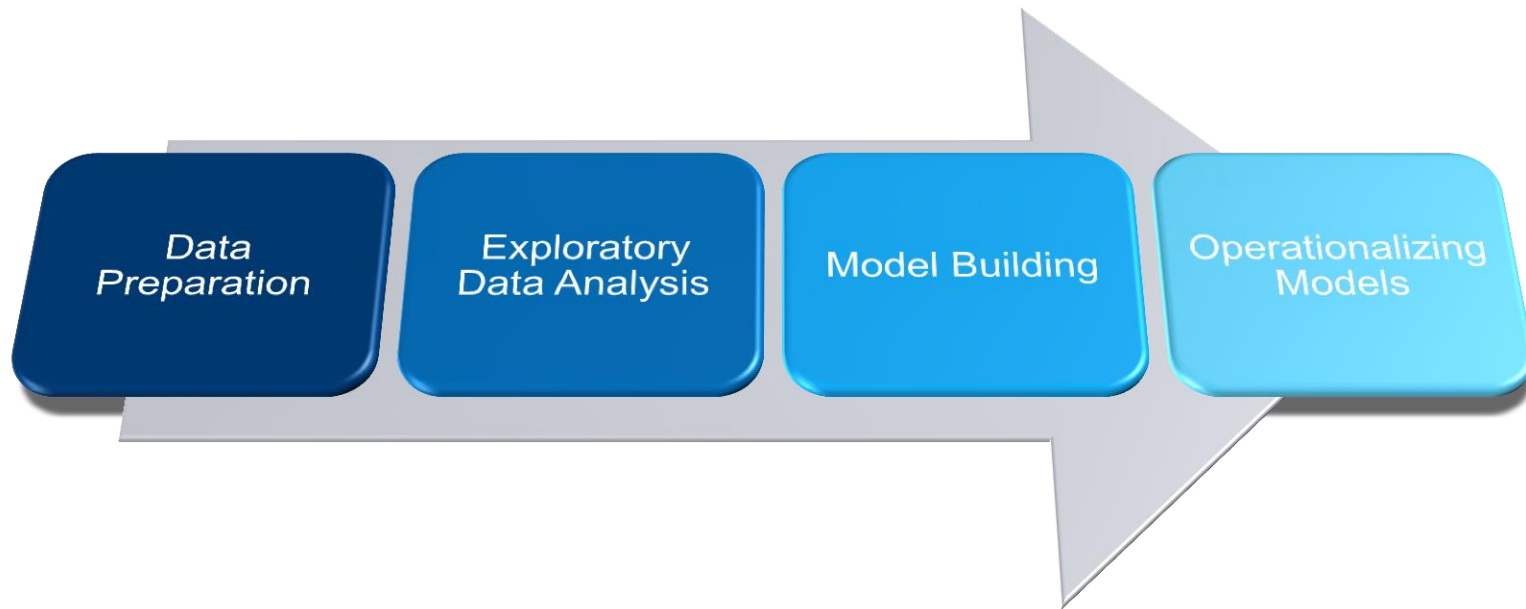 Data
Preparation
Exploratory
Data Analysis
Model Building
Operationalizing
Models